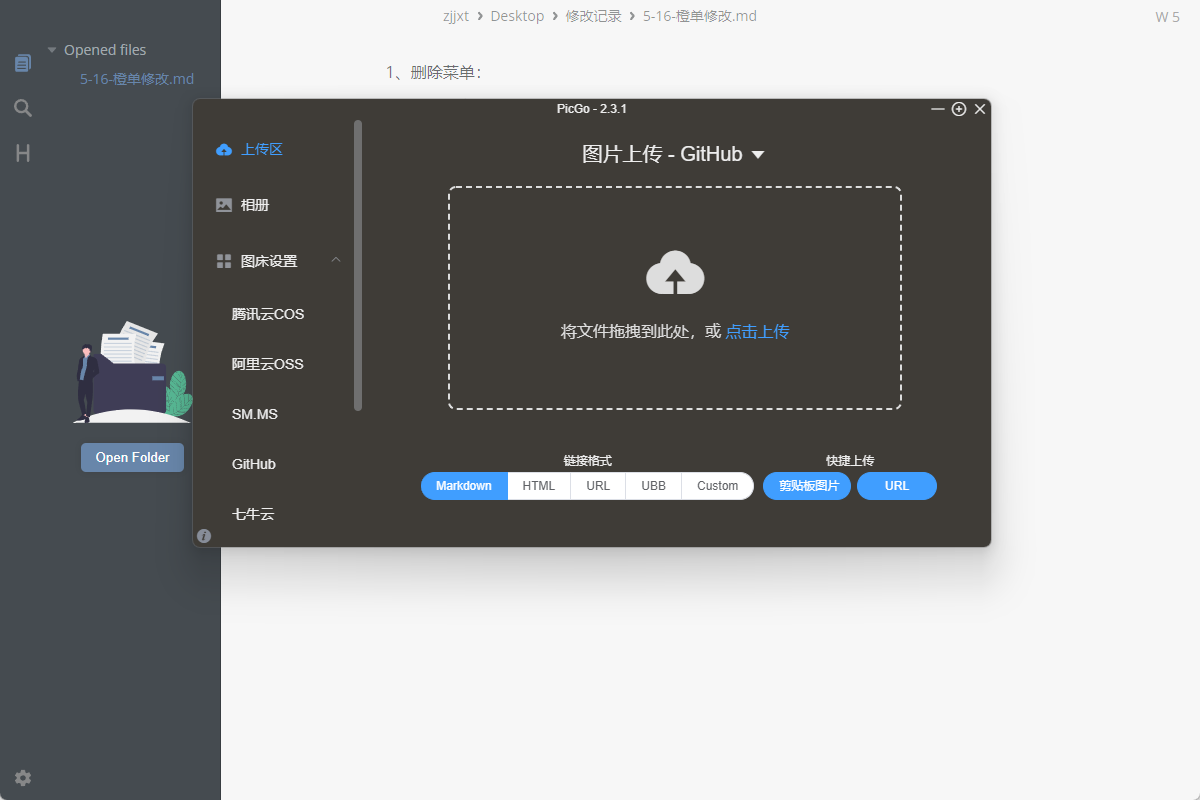 zjjxt › Desktop › 修改记录 › 5-16-橙单修改.md
W 5
Opened files
5-16-橙单修改.md
1、删除菜单：
PicGo - 2.3.1
上传区
相册
图床设置
腾讯云COS
阿里云OSS
SM.MS
GitHub
七牛云
图片上传 - GitHub
将文件拖拽到此处，或 点击上传
链接格式
快捷上传
Markdown HTML URL UBB Custom
剪贴板图片 URL
Open Folder